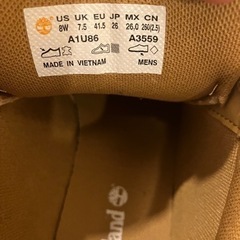 US UK EU JP MX CN
8W 7.5 41.5 26 26.0 260(2.5)
A1U86 A3559
MADE IN VIETNAM MENS
land